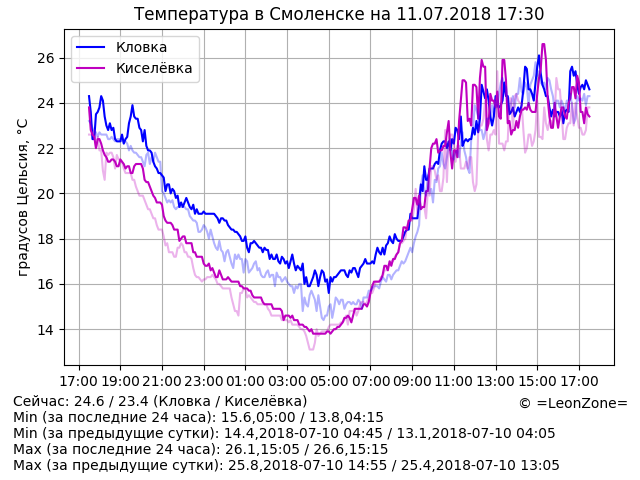 Температура в Смоленске на 11.07.2018 17:30
Кловка
Киселёвка
градусов Цельсия, °C
26
24
22
20
18
16
14
17:00 19:00 21:00 23:00 01:00 03:00 05:00 07:00 09:00 11:00 13:00 15:00 17:00
Сейчас: 24.6 / 23.4 (Кловка / Киселёвка)
© =LeonZone=
Min (за последние 24 часа): 15.6,05:00 / 13.8,04:15
Min (за предыдущие сутки): 14.4,2018-07-10 04:45 / 13.1,2018-07-10 04:05
Max (за последние 24 часа): 26.1,15:05 / 26.6,15:15
Max (за предыдущие сутки): 25.8,2018-07-10 14:55 / 25.4,2018-07-10 13:05